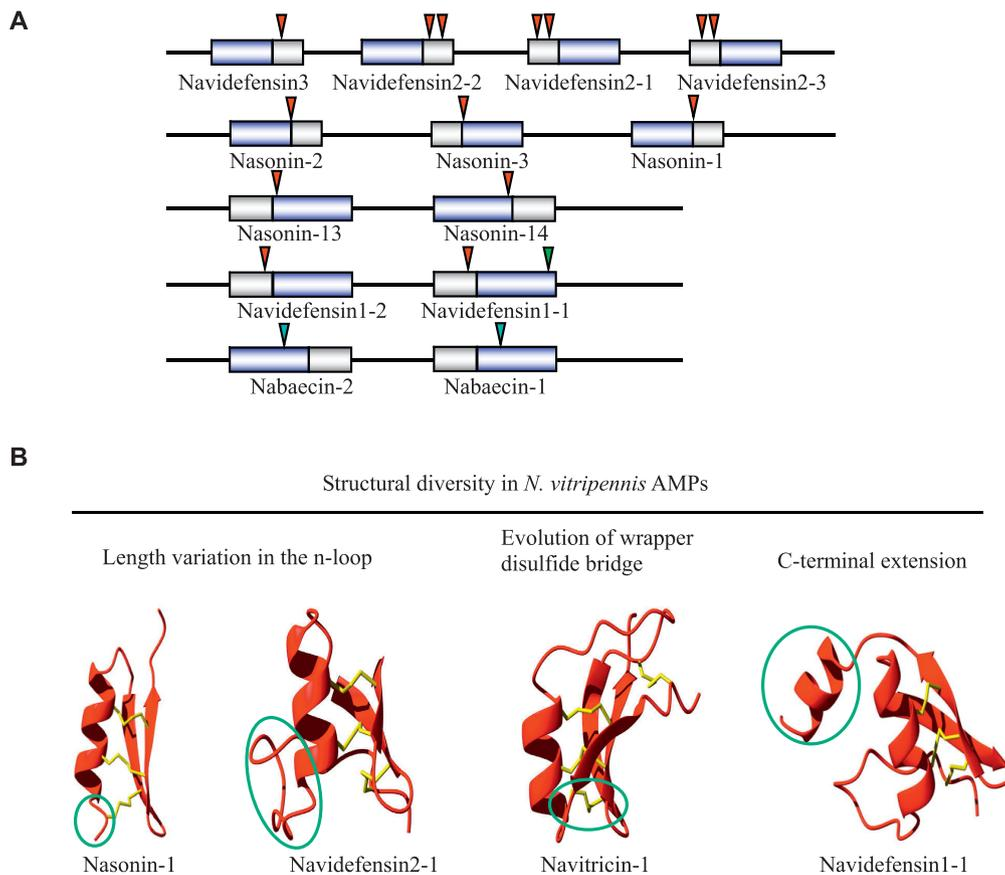 A
Navidefensin3 Navidefensin2-2 Navidefensin2-1 Navidefensin2-3
Nasonin-2 Nasonin-3 Nasonin-1
Nasonin-13 Nasonin-14
Navidefensin1-2 Navidefensin1-1
Nabaecin-2 Nabaecin-1
B
Structural diversity in N. vitripennis AMPs
Length variation in the n-loop
Evolution of wrapper
disulfide bridge
C-terminal extension
Nasonin-1 Navidefensin2-1 Navitricin-1 Navidefensin1-1